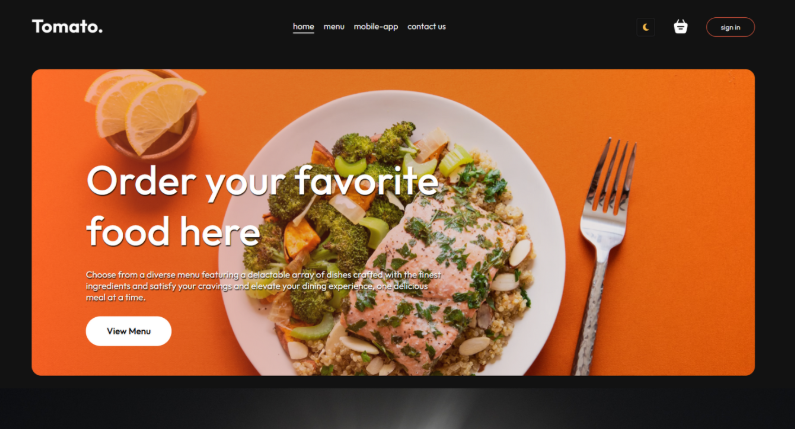 Tomato.
home menu mobile-app contact us
sign in
Order your favorite
food here
Choose from a diverse menu featuring a delectable array of dishes crafted with the finest
ingredients and satisfy your cravings and elevate your dining experience, one delicious
meal at a time.
View Menu